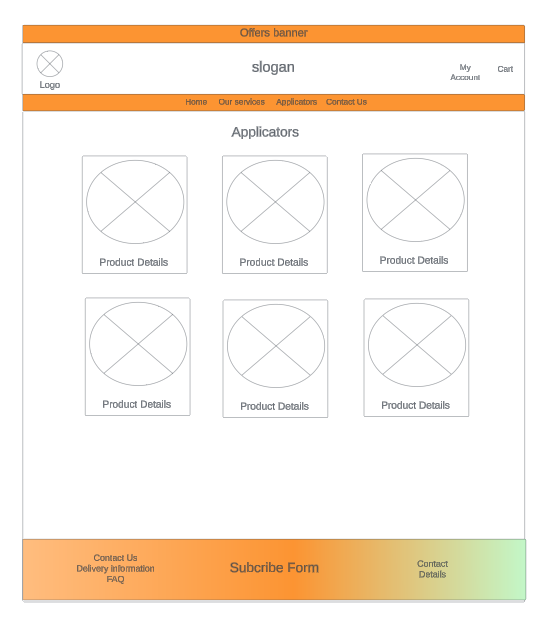 Offers banner
slogan
My
Account
Cart
Logo
Home Our services Applicators Contact Us
Applicators
Product Details
Product Details
Product Details
Product Details
Product Details
Product Details
Contact Us
Delivery information
FAQ
Subcribe Form
Contact
Details